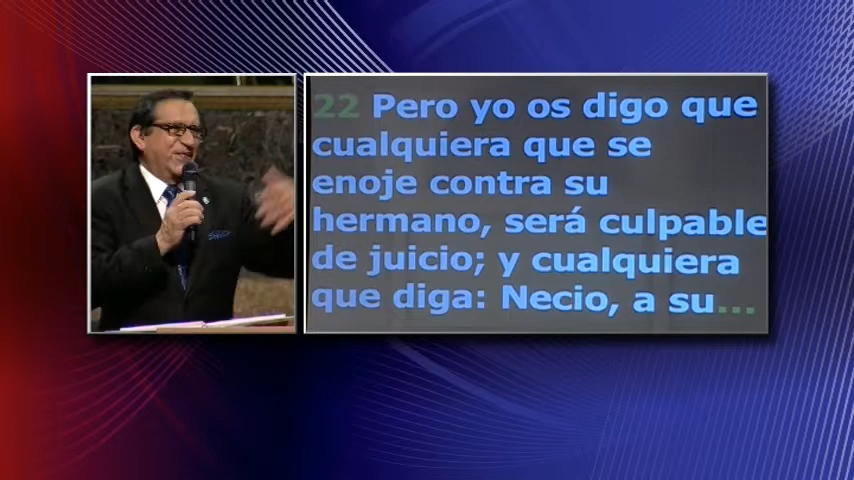 22 Pero yo os digo que
cualquiera que se
enoje contra su
hermano, será culpable
de juicio; y cualquiera
que diga: Necio, a su...